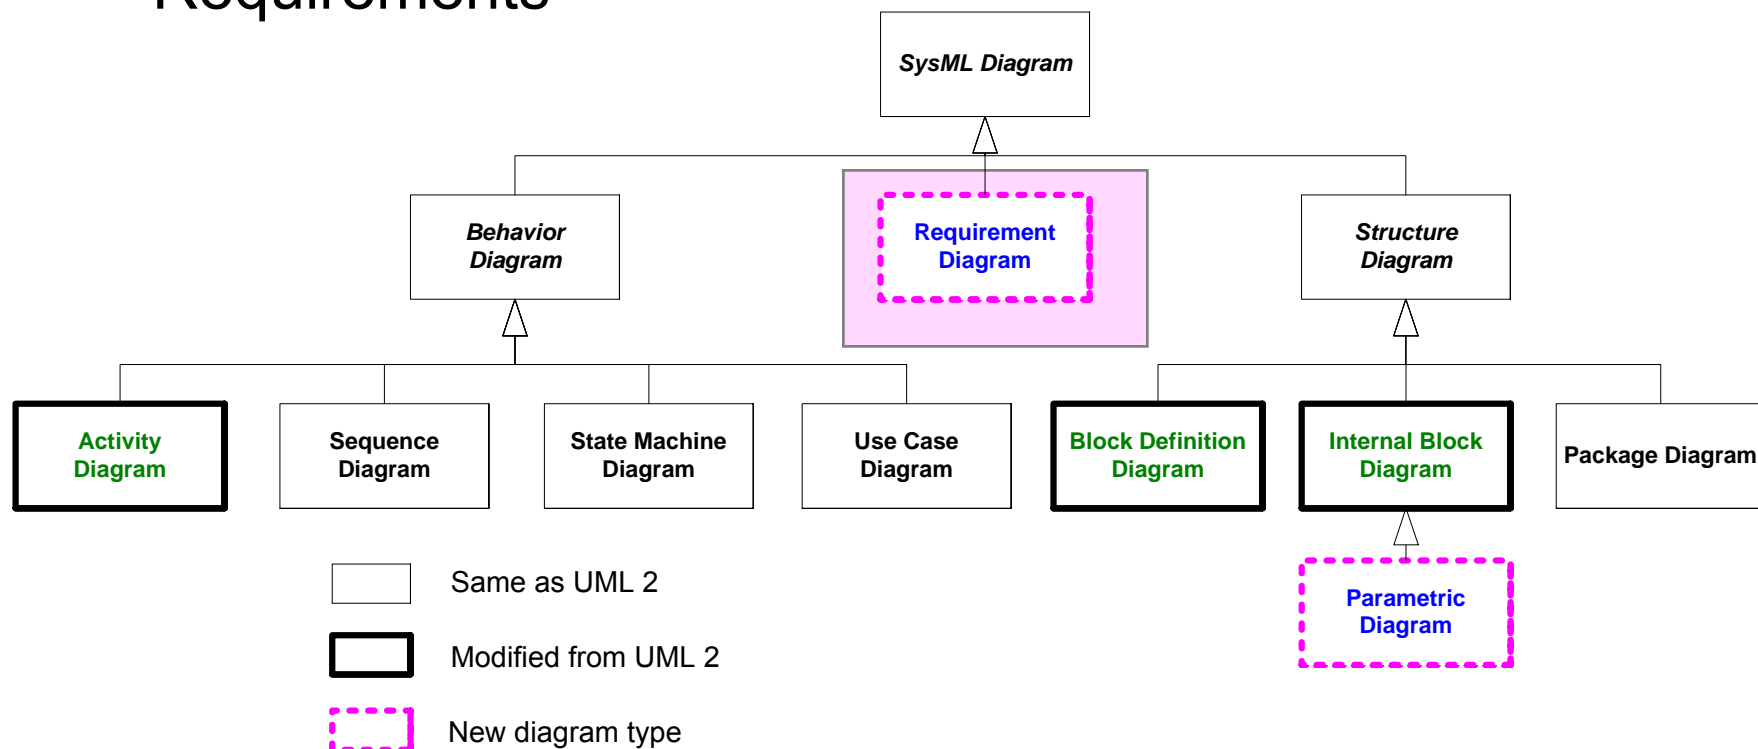 Requirements
SysML Diagram
Behavior
Diagram
Requirement
Diagram
Structure
Diagram
Activity
Diagram
Sequence
Diagram
State Machine
Diagram
Use Case
Diagram
Block Definition
Diagram
Internal Block
Diagram
Package Diagram
Parametric
Diagram
Same as UML 2
Modified from UML 2
New diagram type